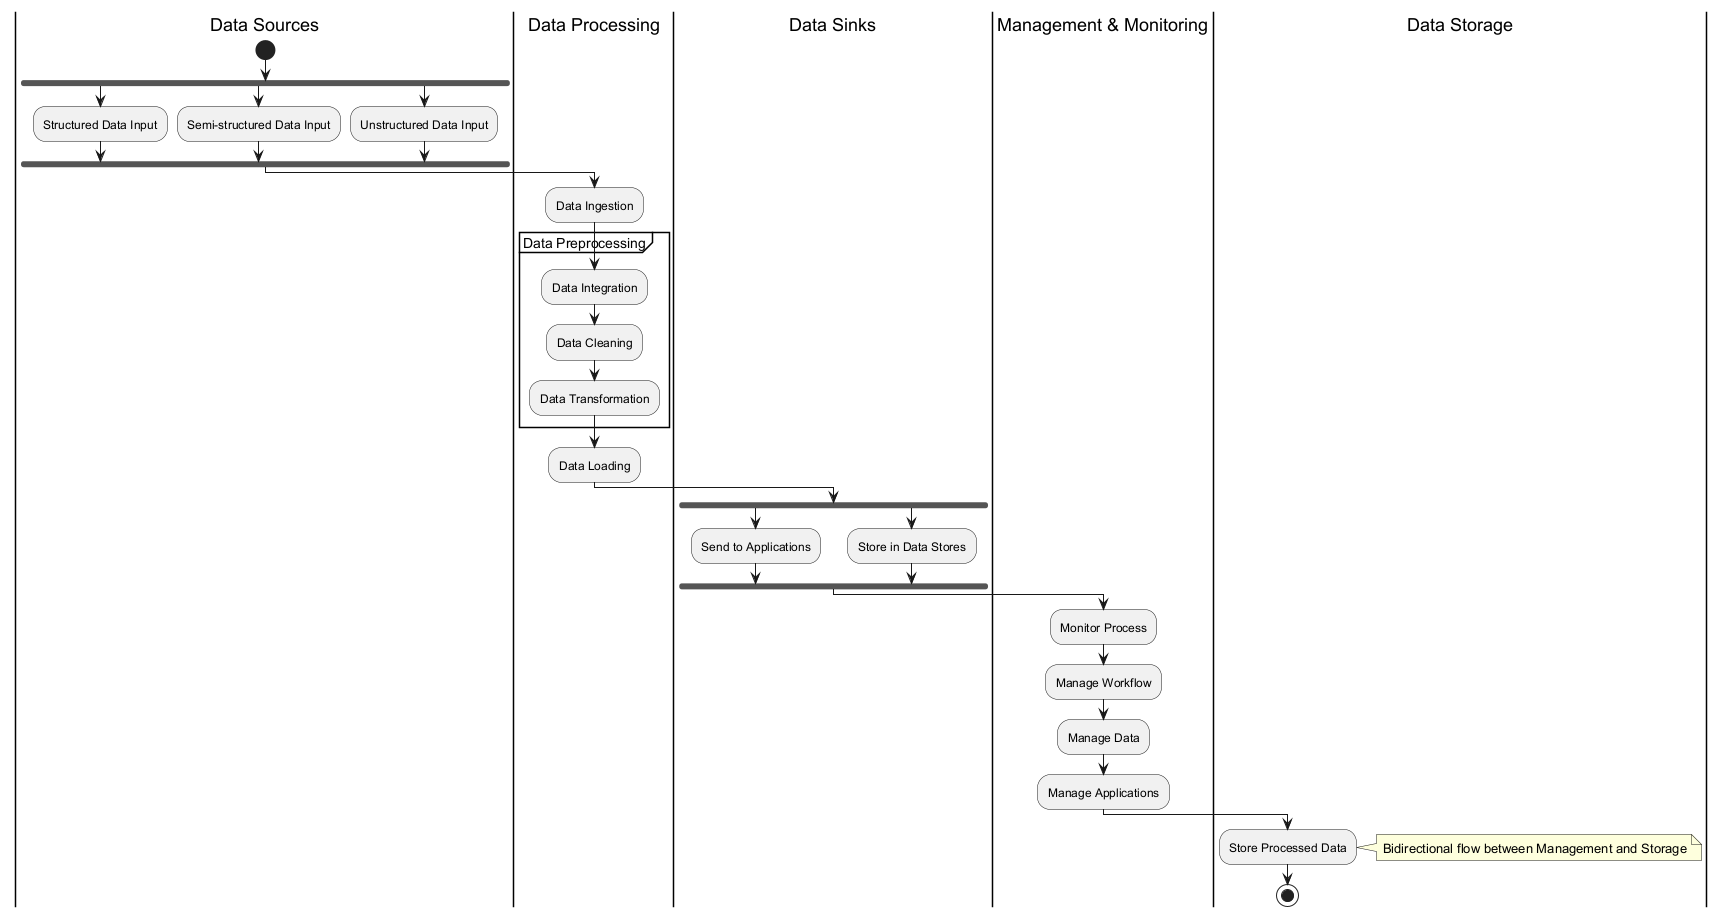 Data Sources
Data Processing
Data Sinks
Management & Monitoring
Data Storage
Structured Data Input
Semi-structured Data Input
Unstructured Data Input
Data Ingestion
Data Preprocessing
Data Integration
Data Cleaning
Data Transformation
Data Loading
Send to Applications
Store in Data Stores
Monitor Process
Manage Workflow
Manage Data
Manage Applications
Store Processed Data
Bidirectional flow between Management and Storage